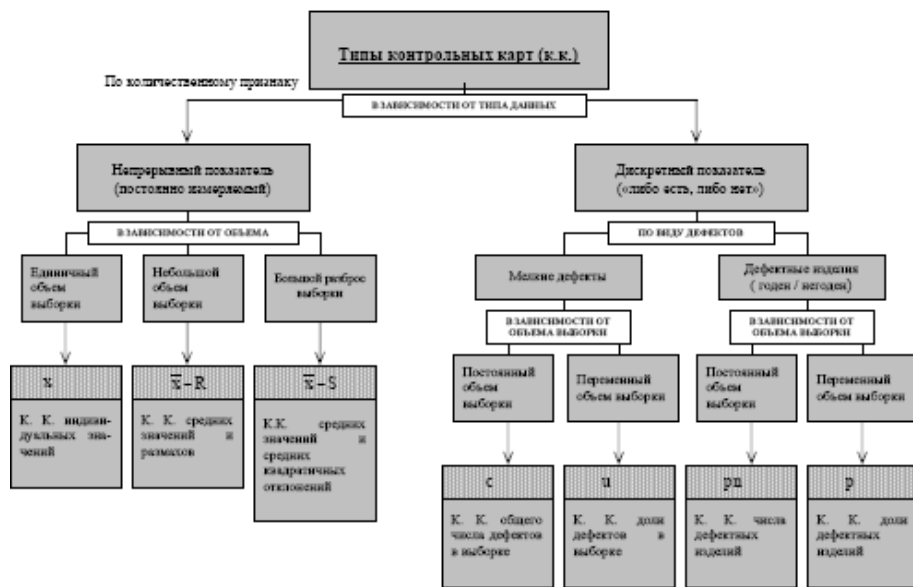 Типы контрольных карт (к.к.)
По количественному признаку
В ЗАВИСИМОСТИ ОТ ТИПА ДАННЫХ
Непрерывный показатель
(постоянно измеряемый)
Дискретный показатель
(«либо есть, либо нет»)
В ЗАВИСИМОСТИ ОТ ОБЪЕМА
ПО ВИДУ ДЕФЕКТОВ
Единичный
объем
выборки
Небольшой
объем
выборки
Большой разброс
выборки
Мелкие дефекты
Дефектные изделия
( годен / негоден)
В ЗАВИСИМОСТИ ОТ
ОБЪЕМА ВЫБОРКИ
В ЗАВИСИМОСТИ ОТ
ОБЪЕМА ВЫБОРКИ
Постоянный
объем
выборки
Переменный
объем выборки
Постоянный
объем
выборки
Переменный
объем выборки
x
К. К. индиви-
дуальных зна-
чений
x̅ – R
К. К. средних
значений и
размахов
x̅ – S
К.К. средних
значений и
средних
квадратичных
отклонений
c
К. К. общего
числа дефектов
в выборке
u
К. К. доли
дефектов в
выборке
pn
К. К. числа
дефектных
изделий
p
К. К. доли
дефектных
изделий